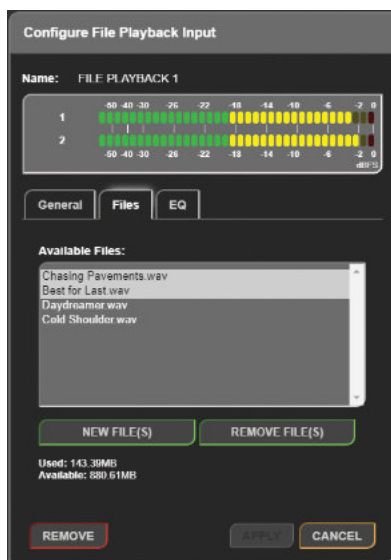 Configure File Playback Input
Name: FILE PLAYBACK 1
-60 -40 -30 -26 -22 -18 -14 -10 -6 -2 0
1
2
-60 -40 -30 -26 -22 -18 -14 -10 -6 -2 0
dBFS
General Files EQ
Available Files:
Chasing Pavements.wav
Best for Last.wav
Daydreamer.wav
Cold Shoulder.wav
NEW FILE(S) REMOVE FILE(S)
Used: 143.39MB
Available: 880.61MB
REMOVE APPLY CANCEL